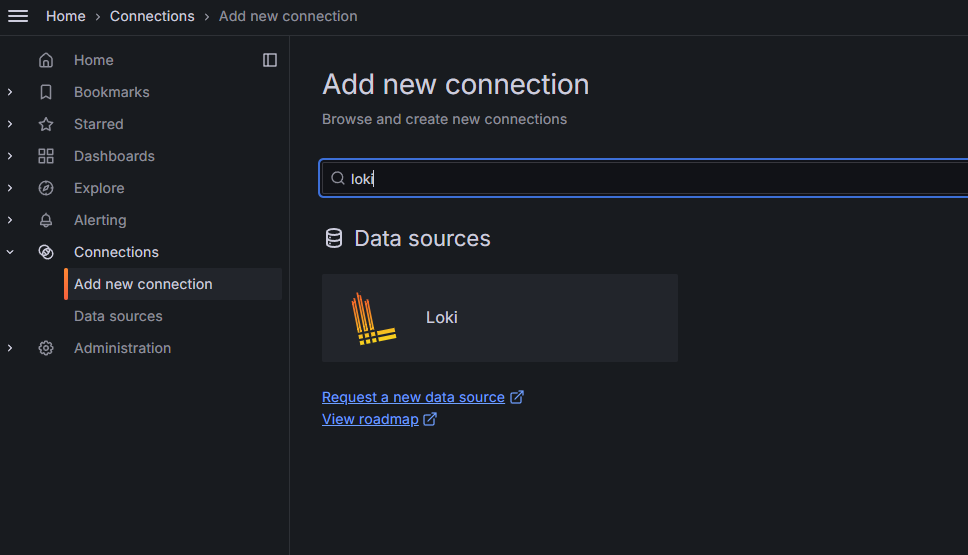 Home › Connections › Add new connection
Home
Bookmarks
Starred
Dashboards
Explore
Alerting
Connections
Add new connection
Data sources
Administration
Add new connection
Browse and create new connections
loki
Data sources
Loki
Request a new data source
View roadmap